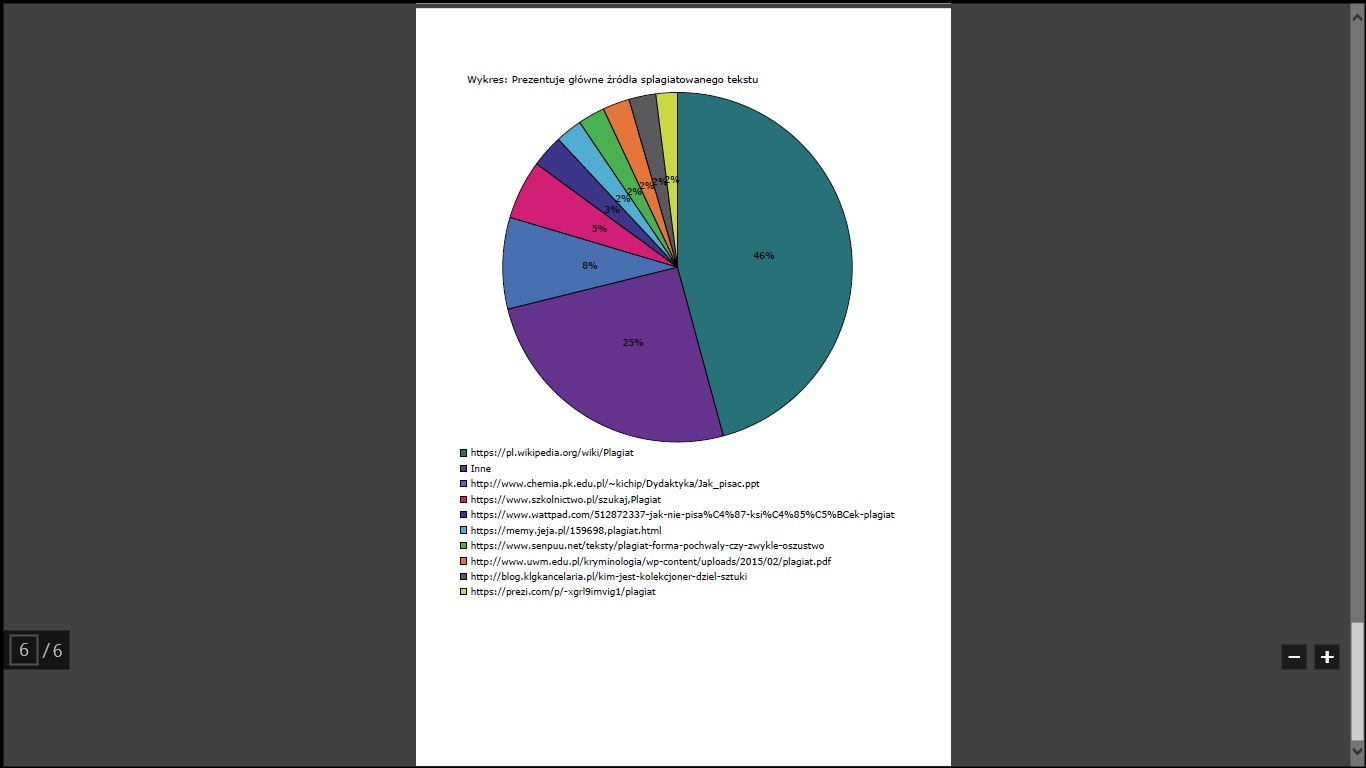 Wykres: Prezentuje główne źródła splagiatowanego tekstu
2%
2%
2%
2%
2%
3%
5%
8%
46%
25%
https://pl.wikipedia.org/wiki/Plagiat
Inne
http://www.chemia.pk.edu.pl/~kichip/Dydaktyka/Jak_pisac.ppt
https://www.szkolnictwo.pl/szukaj,Plagiat
https://www.wattpad.com/512872337-jak-nie-pisa%C4%87-ksi%C4%85%C5%BCek-plagiat
https://memy.jeja.pl/159698,plagiat.html
https://www.senpuu.net/teksty/plagiat-forma-pochwaly-czy-zwykle-oszustwo
http://www.uwm.edu.pl/kryminologia/wp-content/uploads/2015/02/plagiat.pdf
http://blog.klgkancelaria.pl/kim-jest-kolekcjoner-dziel-sztuki
https://prezi.com/p/-xgrl9imvig1/plagiat
6 /6